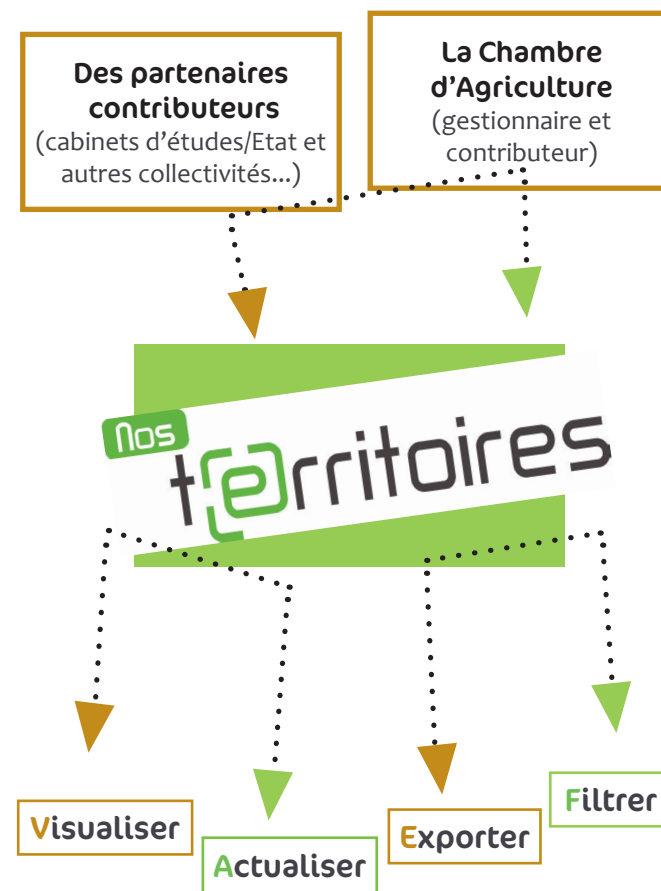 Des partenaires
contributeurs
(cabinets d'études/Etat et
autres collectivités...)
La Chambre
d'Agriculture
(gestionnaire et
contributeur)
Nos
territoires
Visualiser
Actualiser
Exporter
Filtrer